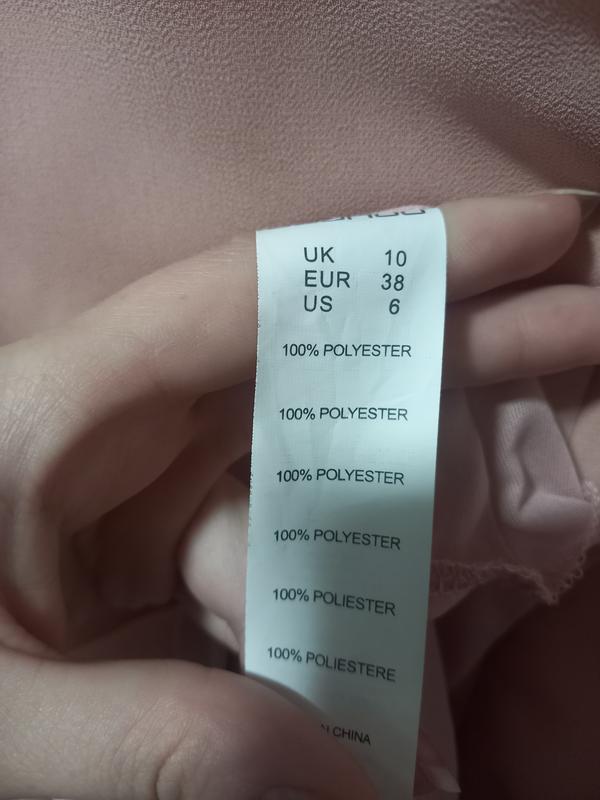 UK 10
EUR 38
US 6
100% POLYESTER
100% POLYESTER
100% POLYESTER
100% POLYESTER
100% POLIESTER
100% POLIESTERE
CHINA